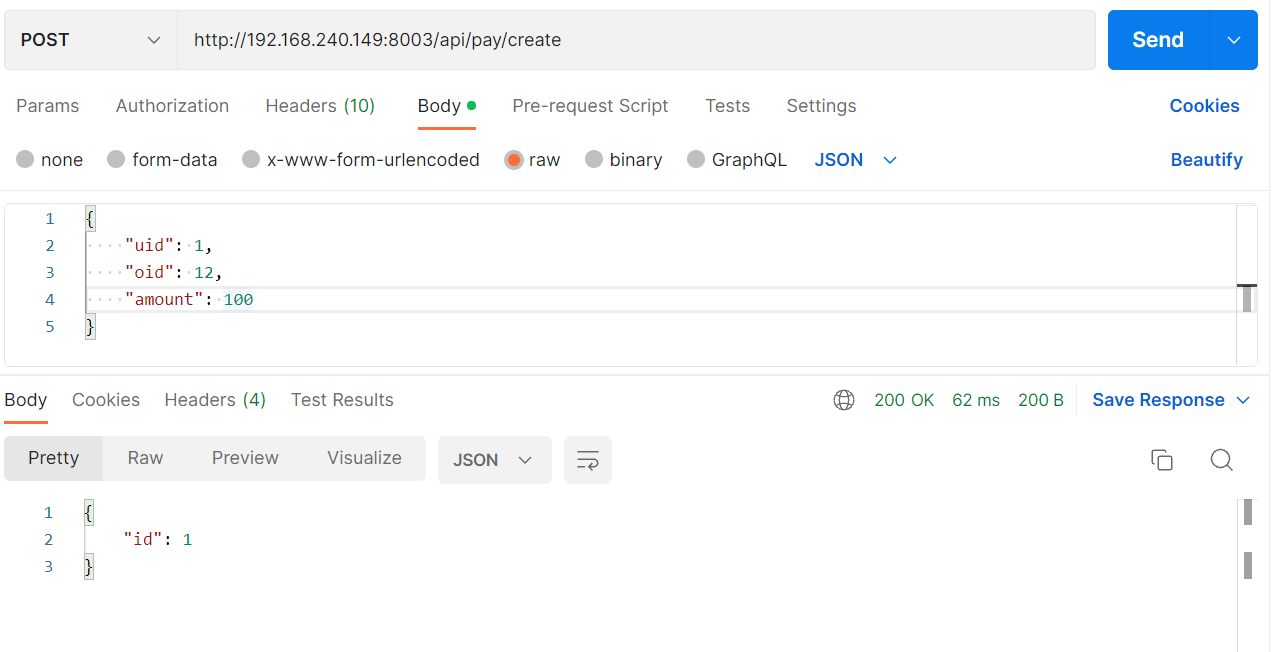 POST http://192.168.240.149:8003/api/pay/create Send
Params Authorization Headers (10) Body Pre-request Script Tests Settings Cookies
none form-data x-www-form-urlencoded raw binary GraphQL JSON Beautify
1 {
2 "uid": 1,
3 "oid": 12,
4 "amount": 100
5 }
Body Cookies Headers (4) Test Results 200 OK 62 ms 200 B Save Response
Pretty Raw Preview Visualize JSON
1 {
2 "id": 1
3 }